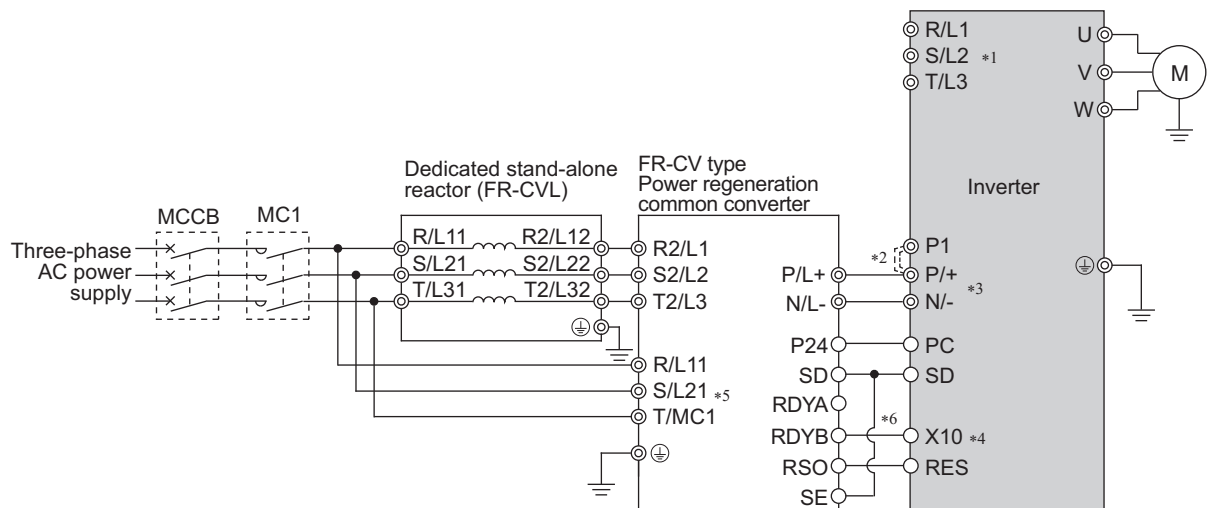 R/L1
S/L2 *1
T/L3
U
V
W
M
Inverter
Dedicated stand-alone
reactor (FR-CVL)
FR-CV type
Power regeneration
common converter
MCCB
MC1
Three-phase
AC power
supply
R/L11
R2/L12
S/L21
S2/L22
T/L31
T2/L32
R2/L1
S2/L2
T2/L3
R/L11
S/L21 *5
T/MC1
P/L+
N/L-
P24
SD
RDYA
RDYB
RSO
SE
*2
*6
P1
P/+
*3
N/-
PC
SD
X10 *4
RES